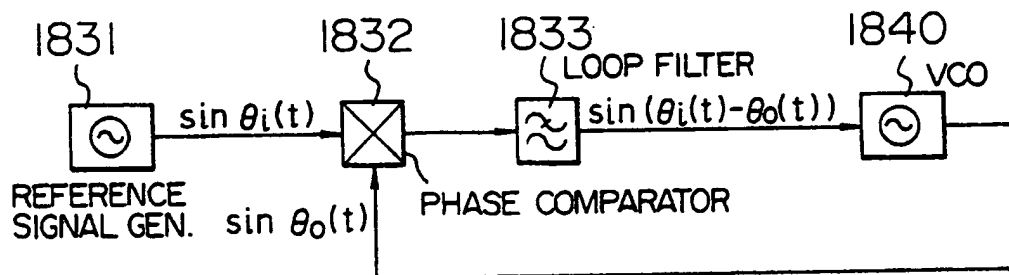 1831
1832
1833
1840
LOOP FILTER
VCO
sin θi(t)
sin (θi(t)-θo(t))
REFERENCE
SIGNAL GEN.
sin θo(t)
PHASE COMPARATOR